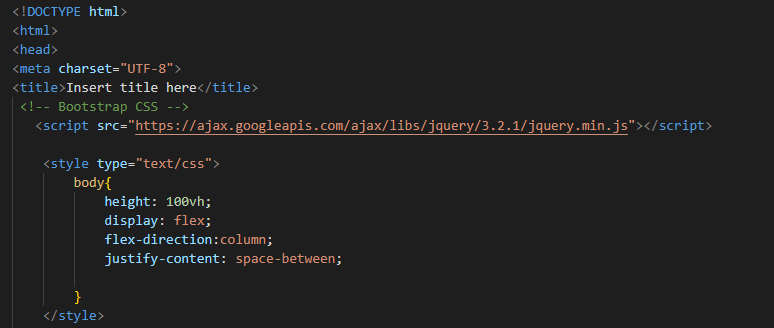 <!DOCTYPE html>
<html>
<head>
<meta charset="UTF-8">
<title>Insert title here</title>
<!-- Bootstrap CSS -->
<script src="https://ajax.googleapis.com/ajax/libs/jquery/3.2.1/jquery.min.js"></script>
<style type="text/css">
body{
height: 100vh;
display: flex;
flex-direction:column;
justify-content: space-between;
}
</style>